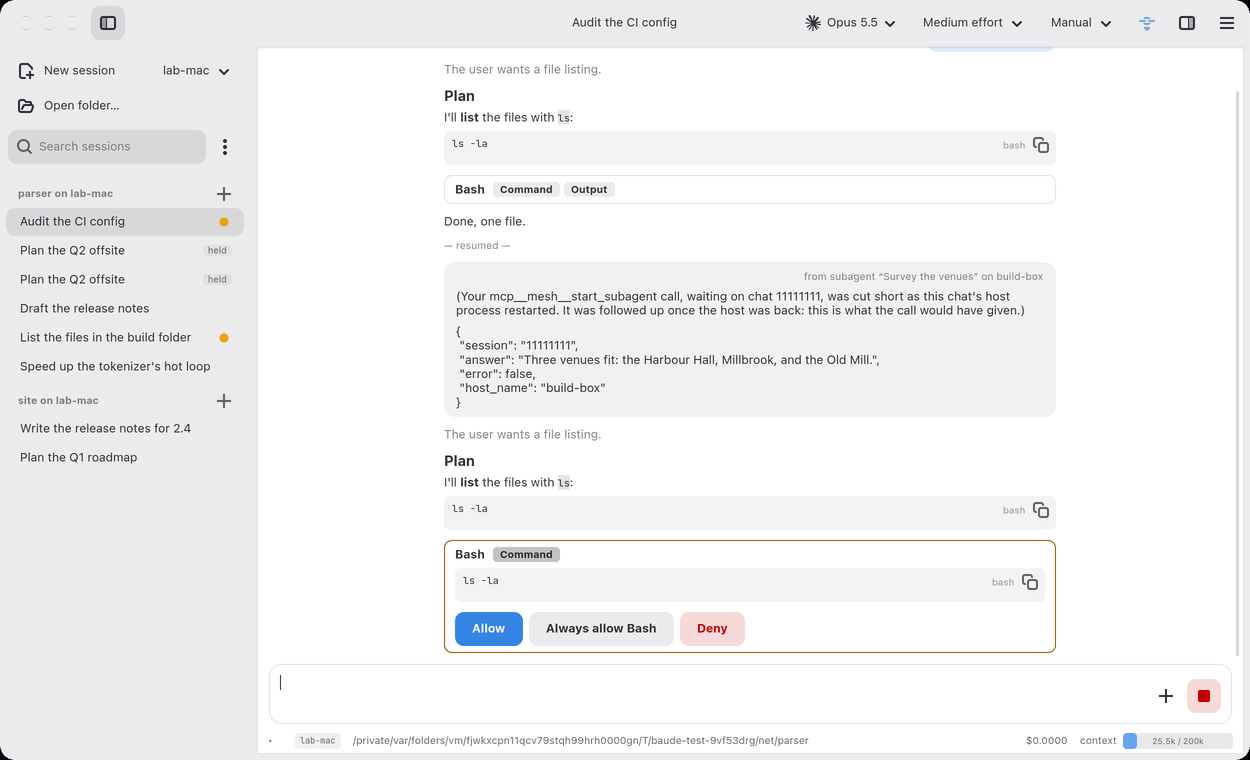 Audit the CI config
Opus 5.5
Medium effort
Manual
New session
lab-mac
Open folder...
Search sessions
parser on lab-mac
Audit the CI config
Plan the Q2 offsite
held
Plan the Q2 offsite
held
Draft the release notes
List the files in the build folder
Speed up the tokenizer's hot loop
site on lab-mac
Write the release notes for 2.4
Plan the Q1 roadmap
The user wants a file listing.
Plan
I'll list the files with ls:
ls -la
bash
Bash Command Output
Done, one file.
— resumed —
from subagent “Survey the venues” on build-box
(Your mcp__mesh__start_subagent call, waiting on chat 11111111, was cut short as this chat's host
process restarted. It was followed up once the host was back: this is what the call would have given.)
{
"session": "11111111",
"answer": "Three venues fit: the Harbour Hall, Millbrook, and the Old Mill.",
"error": false,
"host_name": "build-box"
}
The user wants a file listing.
Plan
I'll list the files with ls:
ls -la
bash
Bash Command
ls -la
bash
Allow
Always allow Bash
Deny
lab-mac
/private/var/folders/vm/fjwkxcpn11qcv79stqh99hrh0000gn/T/baude-test-9vf53drg/net/parser
$0.0000
context
25.5k / 200k